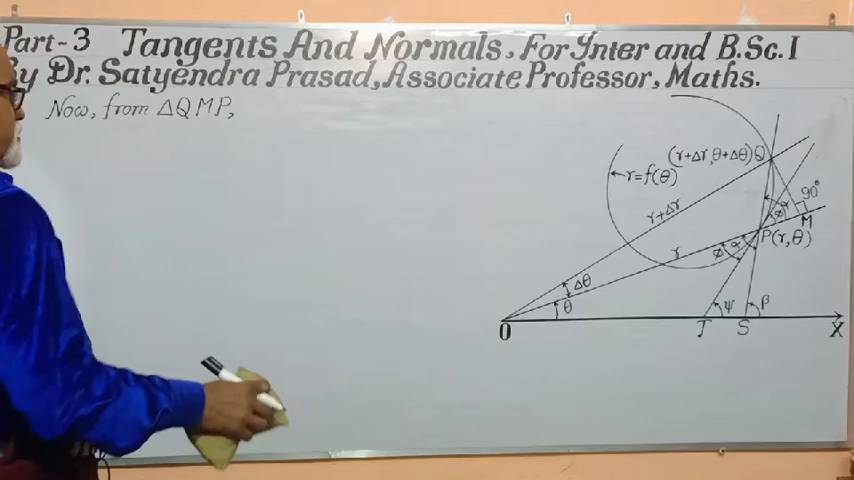 Part-3 Tangents And Normals, For Inter and B.Sc.I
By Dr. Satyendra Prasad, Associate Professor, Maths.
Now, from ΔQMP,
(r+Δr, θ+Δθ) Q
r=f(θ)
90°
r+Δr
α
M
r
P(r,θ)
φ
α
Δθ
θ
ψ
β
O
T
S
X